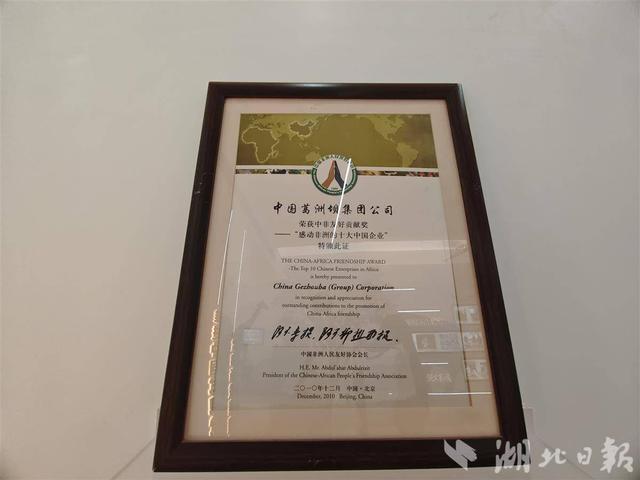 中国葛洲坝集团公司
荣获中非友好贡献奖
——“感动非洲的十大中国企业”
特颁此证
THE CHINA-AFRICA FRIENDSHIP AWARD
-The Top 10 Chinese Enterprises in Africa
is hereby presented to
China Gezhouba (Group) Corporation
in recognition and appreciation for
outstanding contributions to the promotion of
China-Africa friendship
中国非洲人民友好协会会长
H.E. Mr. Abdul'ahat Abdulrixit
President of the Chinese-African People's Friendship Association
二〇一〇年十二月 中国·北京
December, 2010 Beijing, China
湖北日报